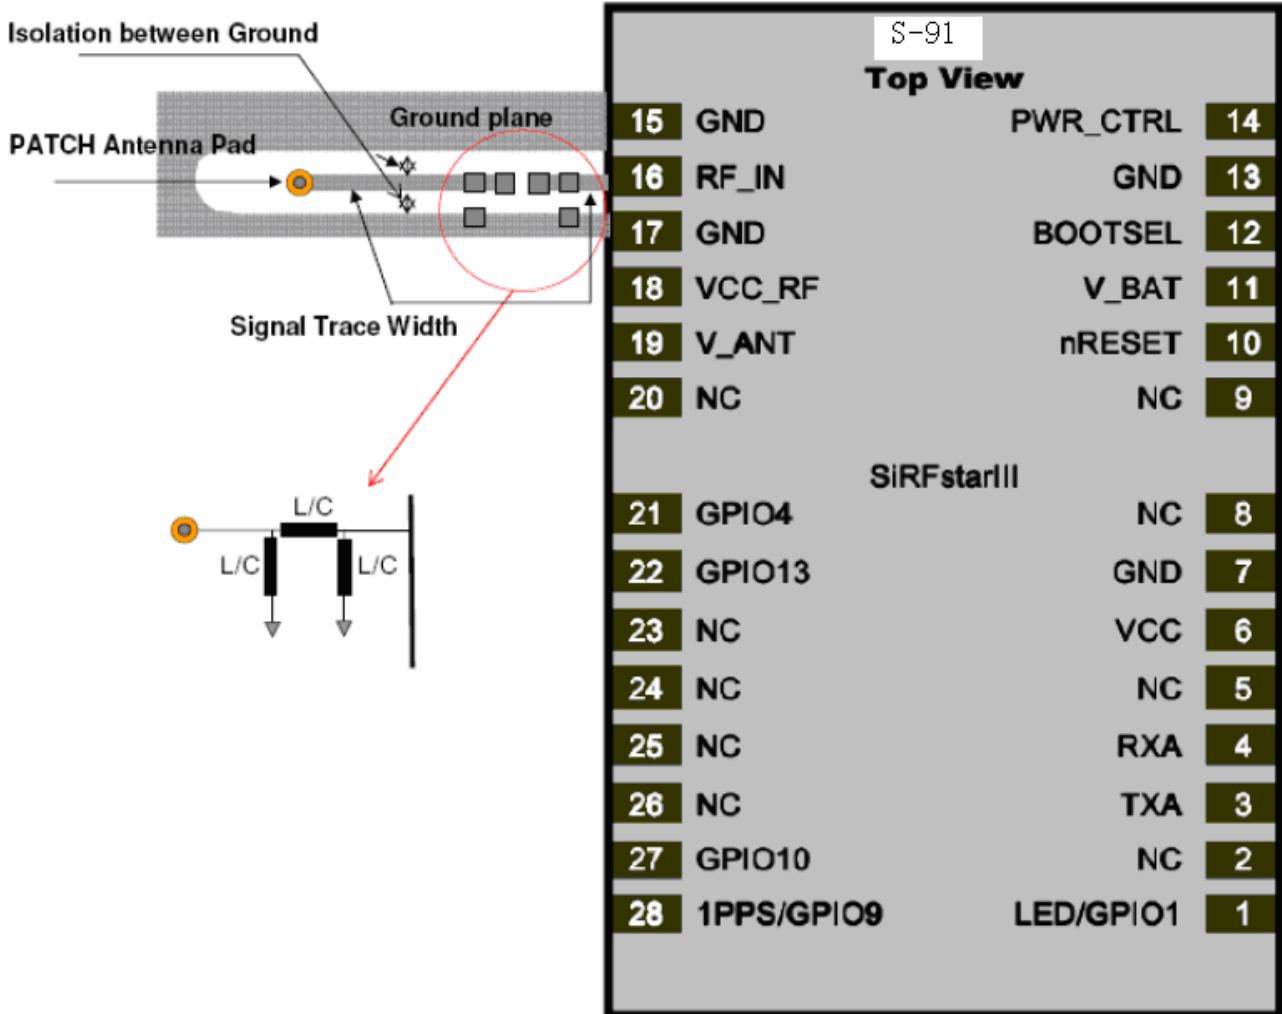 Isolation between Ground
PATCH Antenna Pad
Ground plane
Signal Trace Width
L/C
L/C
L/C
S-91
Top View
15 GND PWR_CTRL 14
16 RF_IN GND 13
17 GND BOOTSEL 12
18 VCC_RF V_BAT 11
19 V_ANT nRESET 10
20 NC NC 9
SiRFstarIII
21 GPIO4 NC 8
22 GPIO13 GND 7
23 NC VCC 6
24 NC NC 5
25 NC RXA 4
26 NC TXA 3
27 GPIO10 NC 2
28 1PPS/GPIO9 LED/GPIO1 1